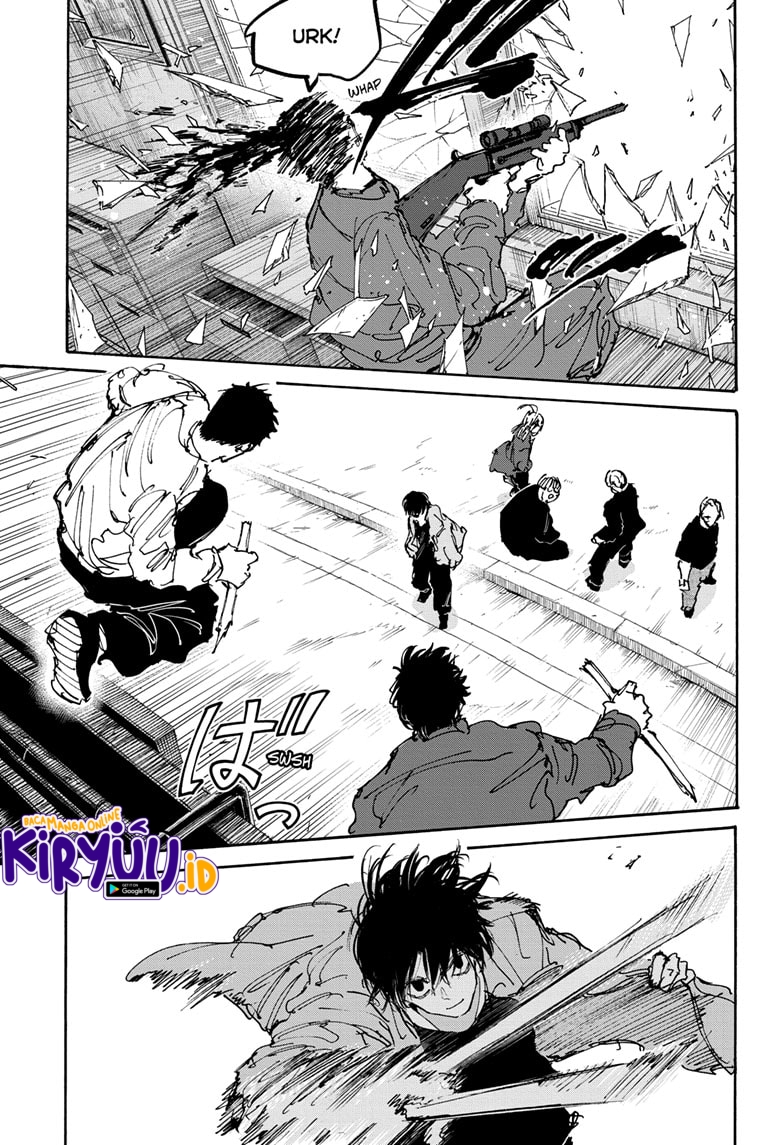 URK!
WHAP
ばっ
SWSH
BACA MANGA ONLINE
KIRYUU.ID
GET IT ON
Google Play